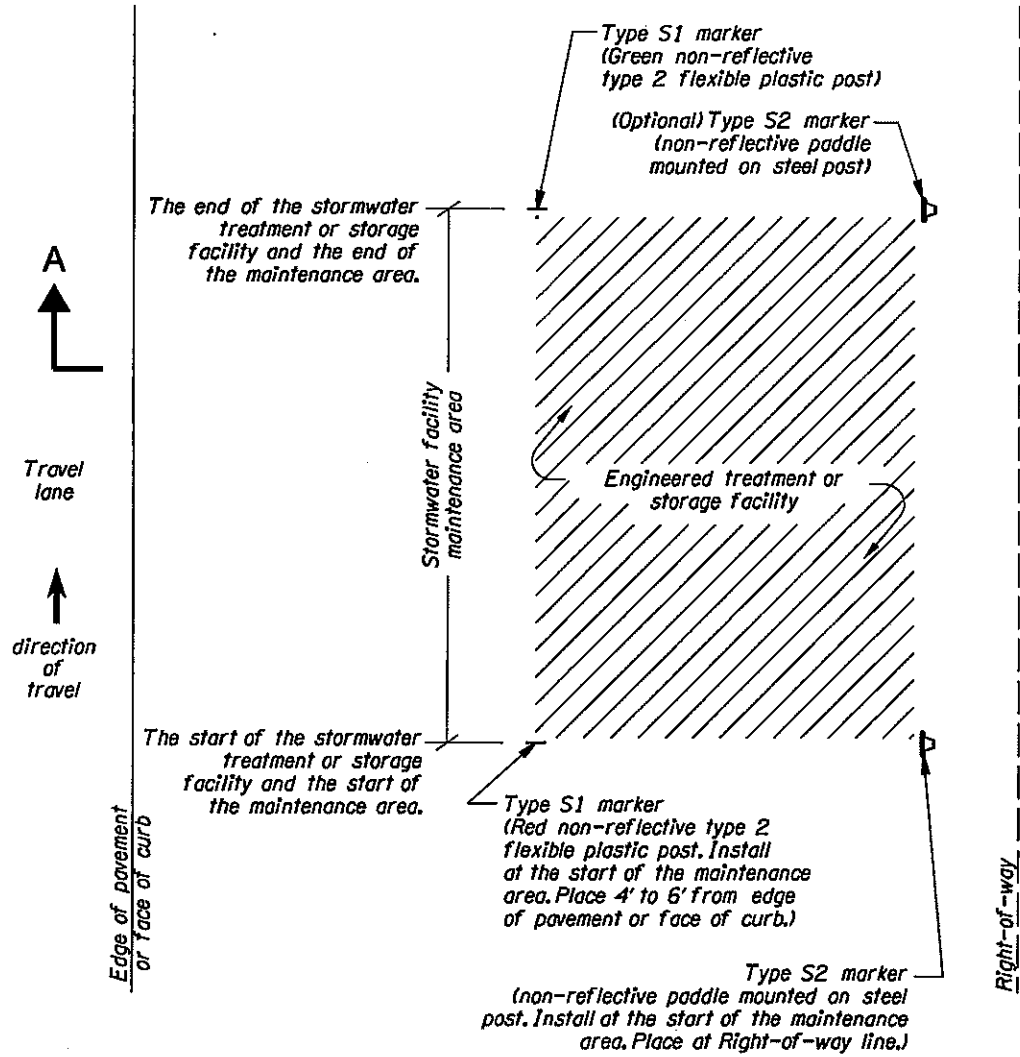 Type S1 marker
(Green non-reflective
type 2 flexible plastic post)
(Optional) Type S2 marker
(non-reflective paddle
mounted on steel post)
The end of the stormwater
treatment or storage
facility and the end of
the maintenance area.
A
Stormwater facility
maintenance area
Travel
lane
Engineered treatment or
storage facility
direction
of
travel
The start of the stormwater
treatment or storage
facility and the start of
the maintenance area.
Type S1 marker
(Red non-reflective type 2
flexible plastic post. Install
at the start of the maintenance
area. Place 4' to 6' from edge
of pavement or face of curb.)
Edge of pavement
or face of curb
Right-of-way
Type S2 marker
(non-reflective paddle mounted on steel
post. Install at the start of the maintenance
area. Place at Right-of-way line.)